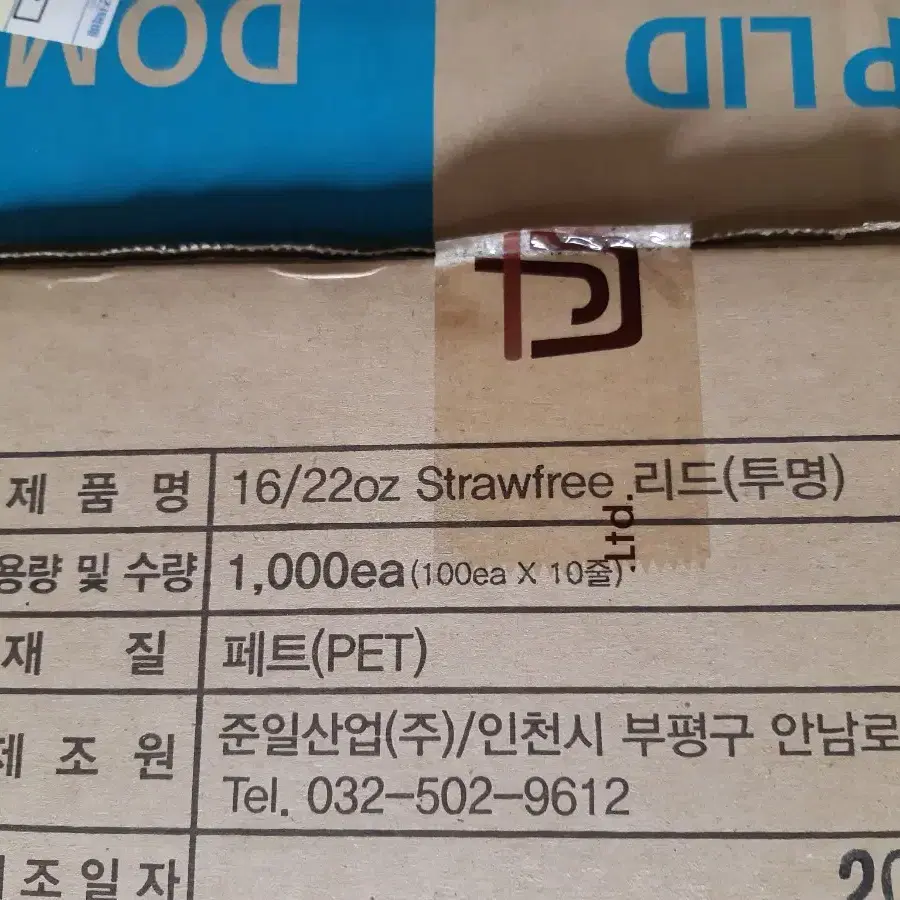 DOM
P LID
제 품 명 16/22oz Strawfree 리드(투명)
.Ltd.
용량 및 수량 1,000ea(100ea X 10줄)
재 질 페트(PET)
제 조 원 준일산업(주)/인천시 부평구 안남로
Tel. 032-502-9612
제조일자 20